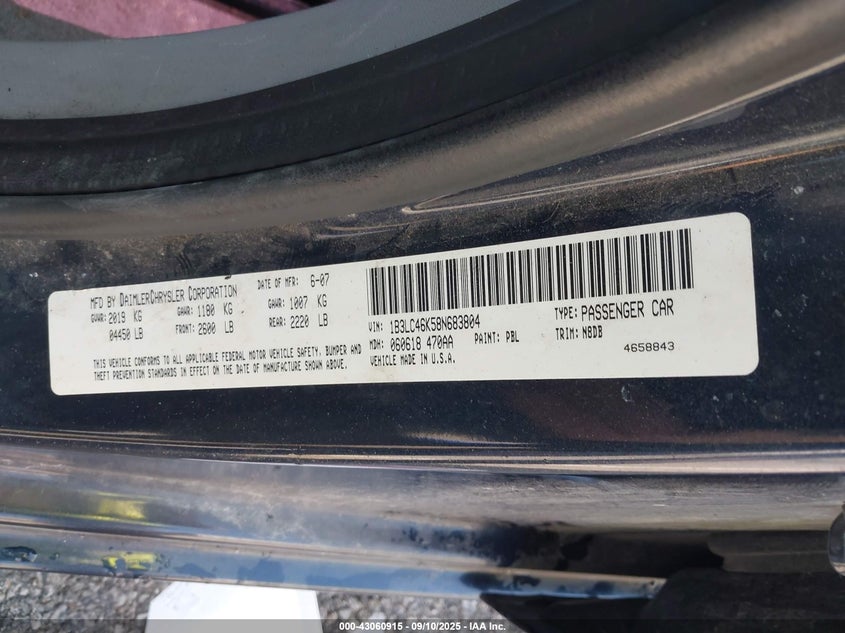 MFD BY DAIMLERCHRYSLER CORPORATION DATE OF MFR: 6-07
GVWR: 2019 KG GAWR: 1180 KG GAWR: 1007 KG
04450 LB FRONT: 2600 LB REAR: 2220 LB
THIS VEHICLE CONFORMS TO ALL APPLICABLE FEDERAL MOTOR VEHICLE SAFETY, BUMPER AND
THEFT PREVENTION STANDARDS IN EFFECT ON THE DATE OF MANUFACTURE SHOWN ABOVE.
VIN: 1B3LC46K58N683804 TYPE: PASSENGER CAR
MDH: 060618 470AA PAINT: PBL TRIM: NBDB
VEHICLE MADE IN U.S.A. 4658843
000-43060915 - 09/10/2025 - IAA Inc.